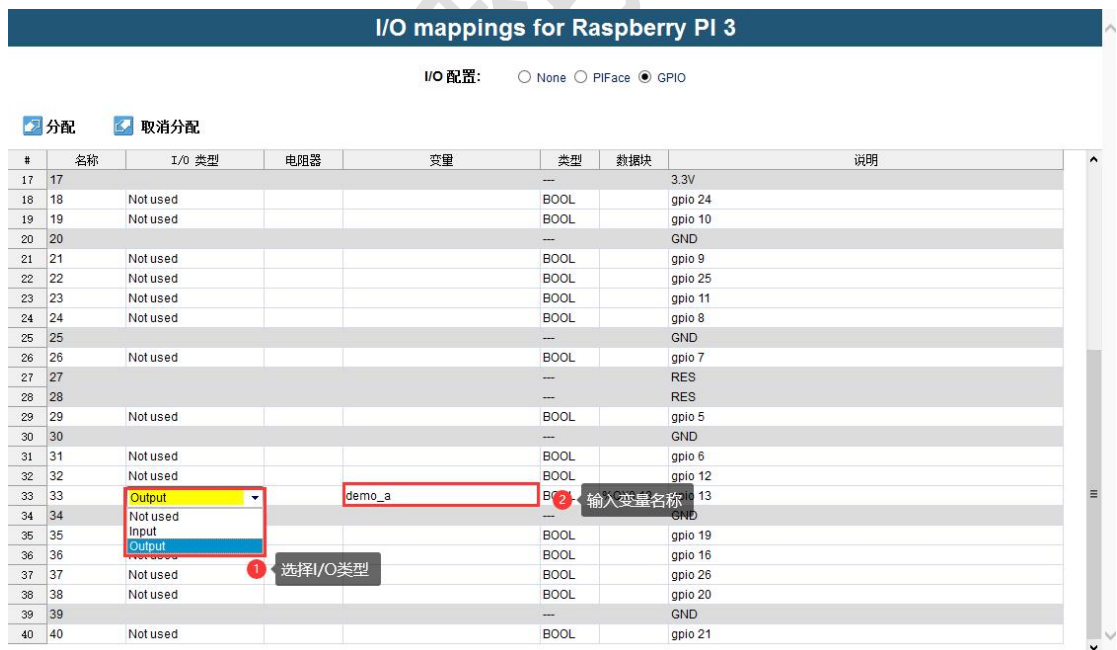 I/O mappings for Raspberry PI 3
I/O 配置: None PIFace GPIO
分配 取消分配
# 名称 I/O 类型 电阻器 变量 类型 数据块 说明
17 17 --- 3.3V
18 18 Not used BOOL gpio 24
19 19 Not used BOOL gpio 10
20 20 --- GND
21 21 Not used BOOL gpio 9
22 22 Not used BOOL gpio 25
23 23 Not used BOOL gpio 11
24 24 Not used BOOL gpio 8
25 25 --- GND
26 26 Not used BOOL gpio 7
27 27 --- RES
28 28 --- RES
29 29 Not used BOOL gpio 5
30 30 --- GND
31 31 Not used BOOL gpio 6
32 32 Not used BOOL gpio 12
33 33 Output demo_a 2 输入变量名称 13
34 34 Not used --- GND
Input
35 35 BOOL gpio 19
Output
36 36 BOOL gpio 16
1 选择I/O类型
37 37 Not used BOOL gpio 26
38 38 Not used BOOL gpio 20
39 39 --- GND
40 40 Not used BOOL gpio 21